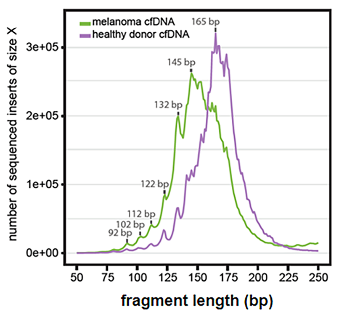 melanoma cfDNA
healthy donor cfDNA
165 bp
145 bp
132 bp
122 bp
112 bp
102 bp
92 bp
number of sequenced inserts of size X
3e+05
2e+05
1e+05
0e+00
50 75 100 125 150 175 200 225 250
fragment length (bp)